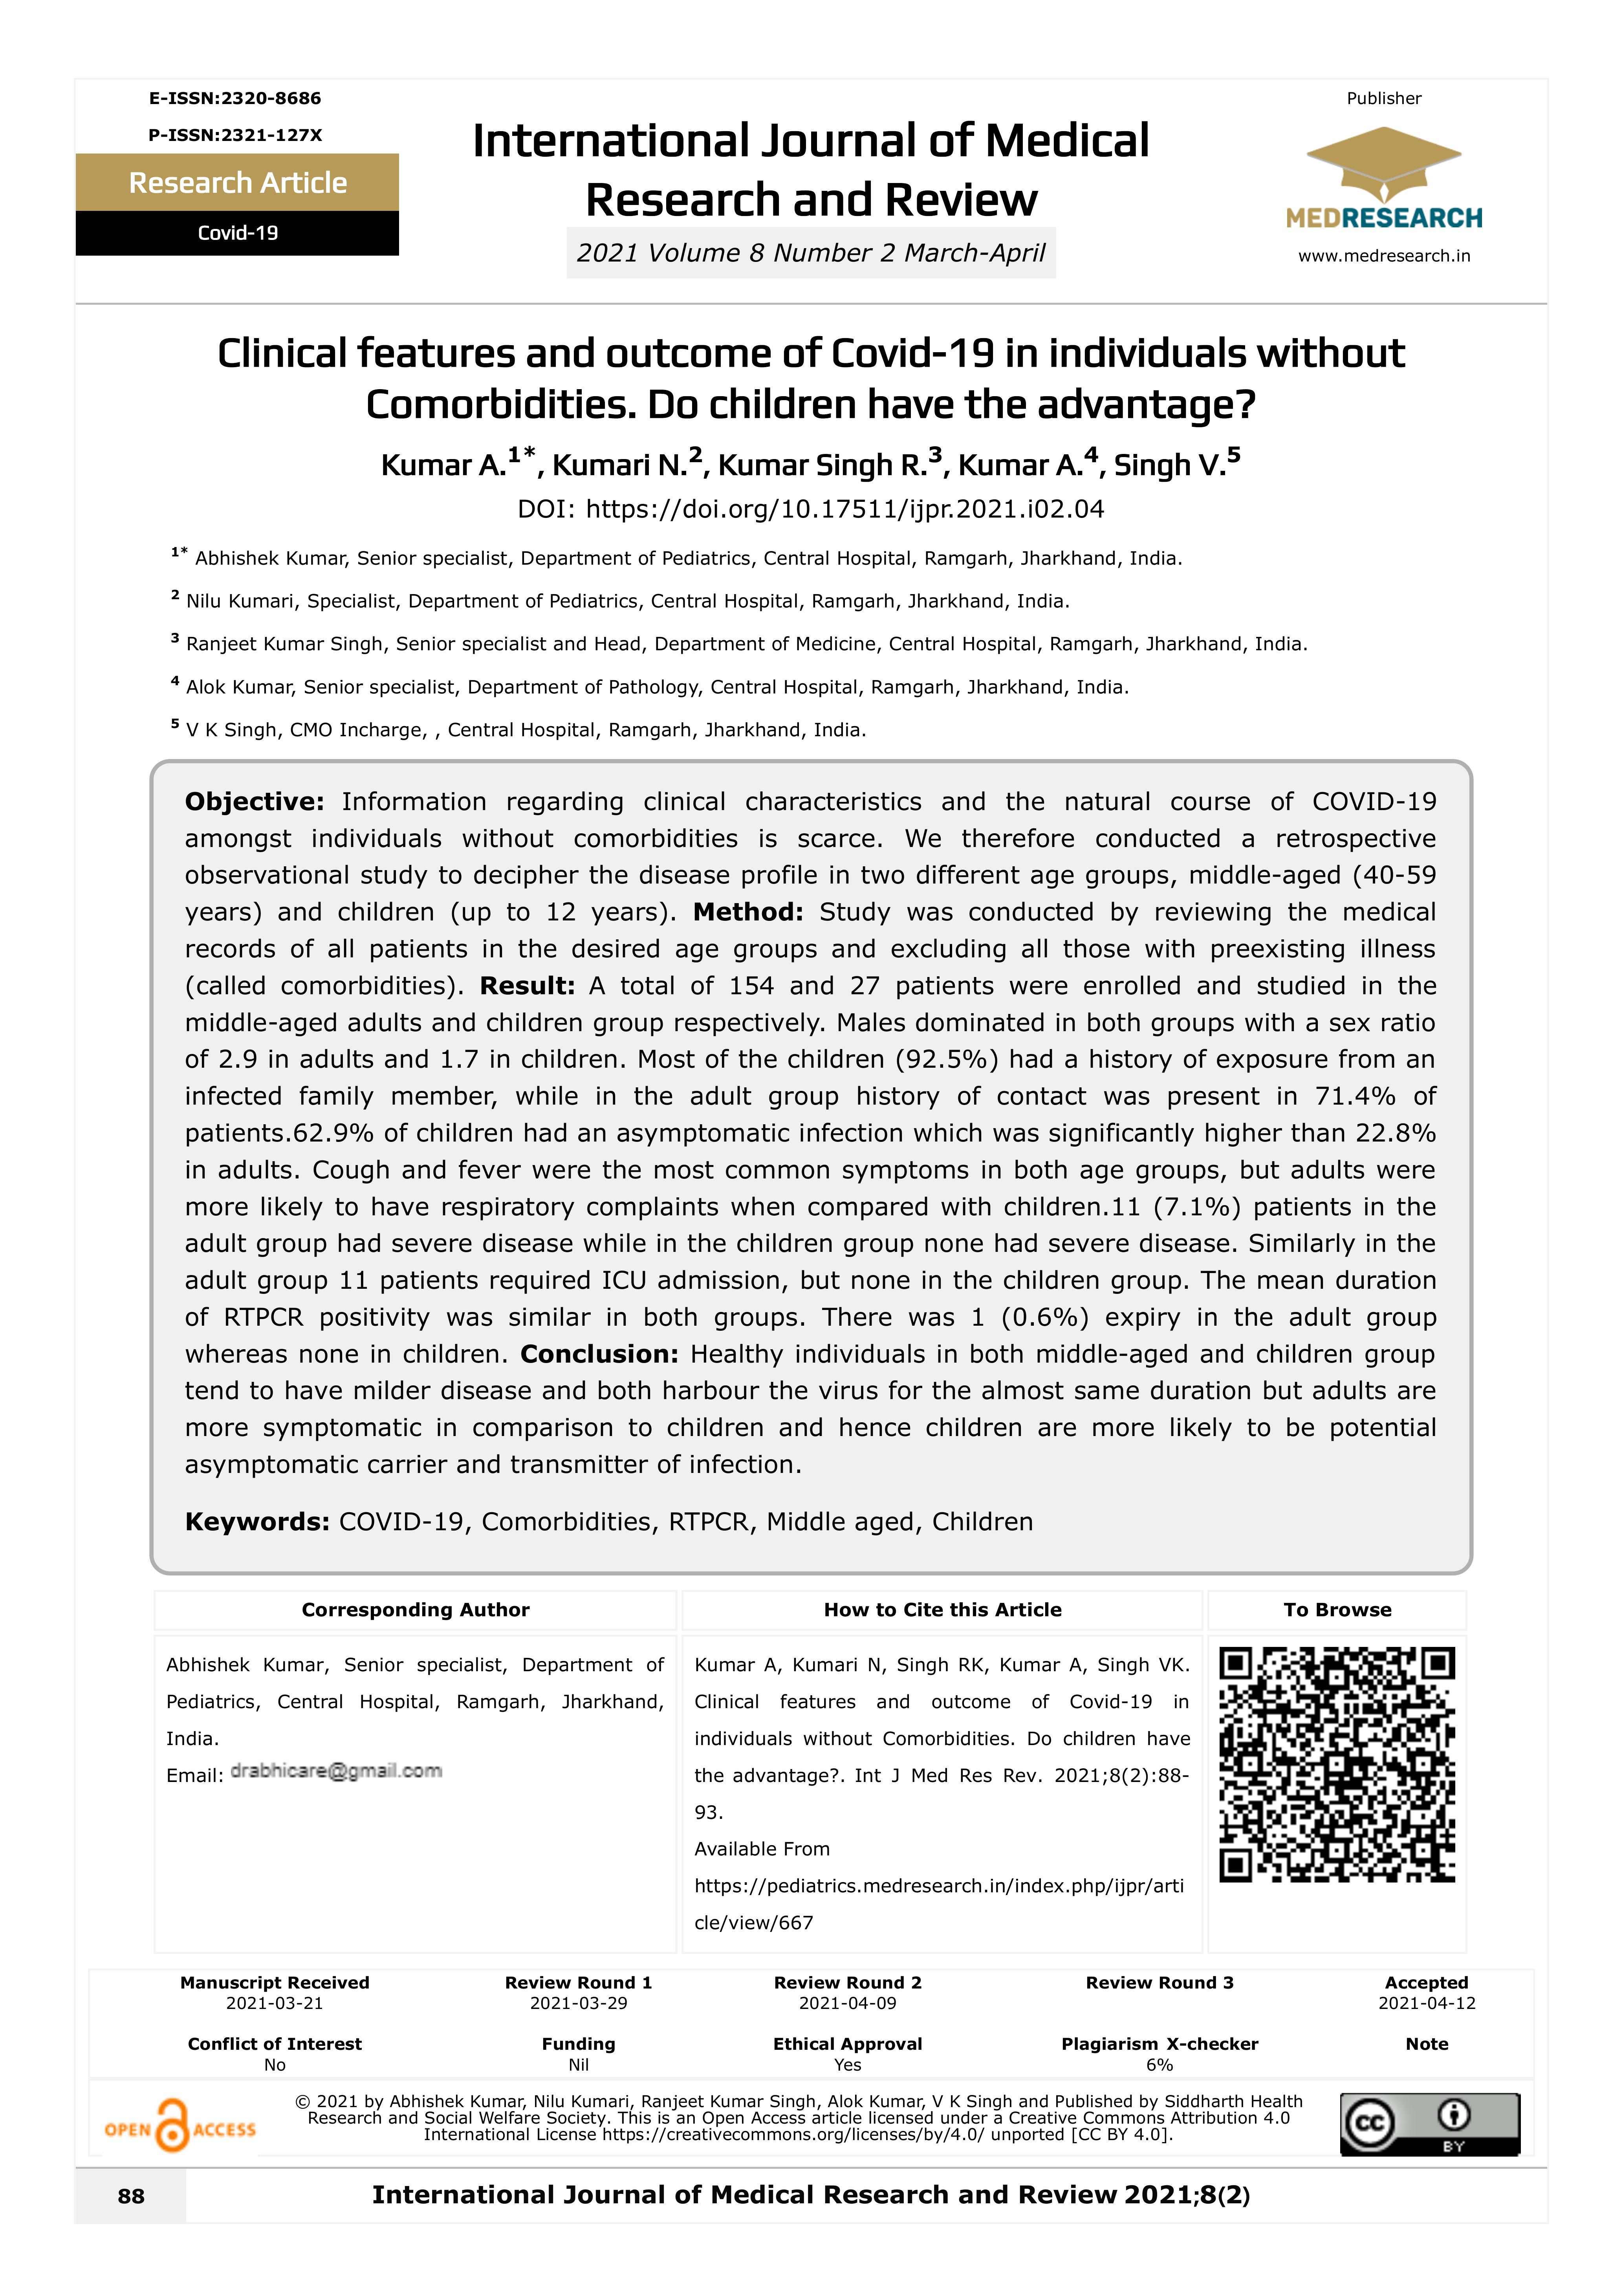 E-ISSN:2320-8686
P-ISSN:2321-127X
Research Article
Covid-19
International Journal of Medical
Research and Review
2021 Volume 8 Number 2 March-April
Publisher
MEDRESEARCH
www.medresearch.in
Clinical features and outcome of Covid-19 in individuals without
Comorbidities. Do children have the advantage?
Kumar A.1*, Kumari N.2, Kumar Singh R.3, Kumar A.4, Singh V.5
DOI: https://doi.org/10.17511/ijpr.2021.i02.04
1* Abhishek Kumar, Senior specialist, Department of Pediatrics, Central Hospital, Ramgarh, Jharkhand, India.
2 Nilu Kumari, Specialist, Department of Pediatrics, Central Hospital, Ramgarh, Jharkhand, India.
3 Ranjeet Kumar Singh, Senior specialist and Head, Department of Medicine, Central Hospital, Ramgarh, Jharkhand, India.
4 Alok Kumar, Senior specialist, Department of Pathology, Central Hospital, Ramgarh, Jharkhand, India.
5 V K Singh, CMO Incharge, , Central Hospital, Ramgarh, Jharkhand, India.
Objective: Information regarding clinical characteristics and the natural course of COVID-19
amongst individuals without comorbidities is scarce. We therefore conducted a retrospective
observational study to decipher the disease profile in two different age groups, middle-aged (40-59
years) and children (up to 12 years). Method: Study was conducted by reviewing the medical
records of all patients in the desired age groups and excluding all those with preexisting illness
(called comorbidities). Result: A total of 154 and 27 patients were enrolled and studied in the
middle-aged adults and children group respectively. Males dominated in both groups with a sex ratio
of 2.9 in adults and 1.7 in children. Most of the children (92.5%) had a history of exposure from an
infected family member, while in the adult group history of contact was present in 71.4% of
patients.62.9% of children had an asymptomatic infection which was significantly higher than 22.8%
in adults. Cough and fever were the most common symptoms in both age groups, but adults were
more likely to have respiratory complaints when compared with children.11 (7.1%) patients in the
adult group had severe disease while in the children group none had severe disease. Similarly in the
adult group 11 patients required ICU admission, but none in the children group. The mean duration
of RTPCR positivity was similar in both groups. There was 1 (0.6%) expiry in the adult group
whereas none in children. Conclusion: Healthy individuals in both middle-aged and children group
tend to have milder disease and both harbour the virus for the almost same duration but adults are
more symptomatic in comparison to children and hence children are more likely to be potential
asymptomatic carrier and transmitter of infection.
Keywords: COVID-19, Comorbidities, RTPCR, Middle aged, Children
Corresponding Author
Abhishek Kumar, Senior specialist, Department of
Pediatrics, Central Hospital, Ramgarh, Jharkhand,
India.
Email: drabhicare@gmail.com
How to Cite this Article
Kumar A, Kumari N, Singh RK, Kumar A, Singh VK.
Clinical features and outcome of Covid-19 in
individuals without Comorbidities. Do children have
the advantage?. Int J Med Res Rev. 2021;8(2):88-
93.
Available From
https://pediatrics.medresearch.in/index.php/ijpr/arti
cle/view/667
To Browse
Manuscript Received Review Round 1 Review Round 2 Review Round 3 Accepted
2021-03-21 2021-03-29 2021-04-09 2021-04-12
Conflict of Interest Funding Ethical Approval Plagiarism X-checker Note
No Nil Yes 6%
OPEN ACCESS
© 2021 by Abhishek Kumar, Nilu Kumari, Ranjeet Kumar Singh, Alok Kumar, V K Singh and Published by Siddharth Health
Research and Social Welfare Society. This is an Open Access article licensed under a Creative Commons Attribution 4.0
International License https://creativecommons.org/licenses/by/4.0/ unported [CC BY 4.0].
cc
BY
88
International Journal of Medical Research and Review 2021;8(2)